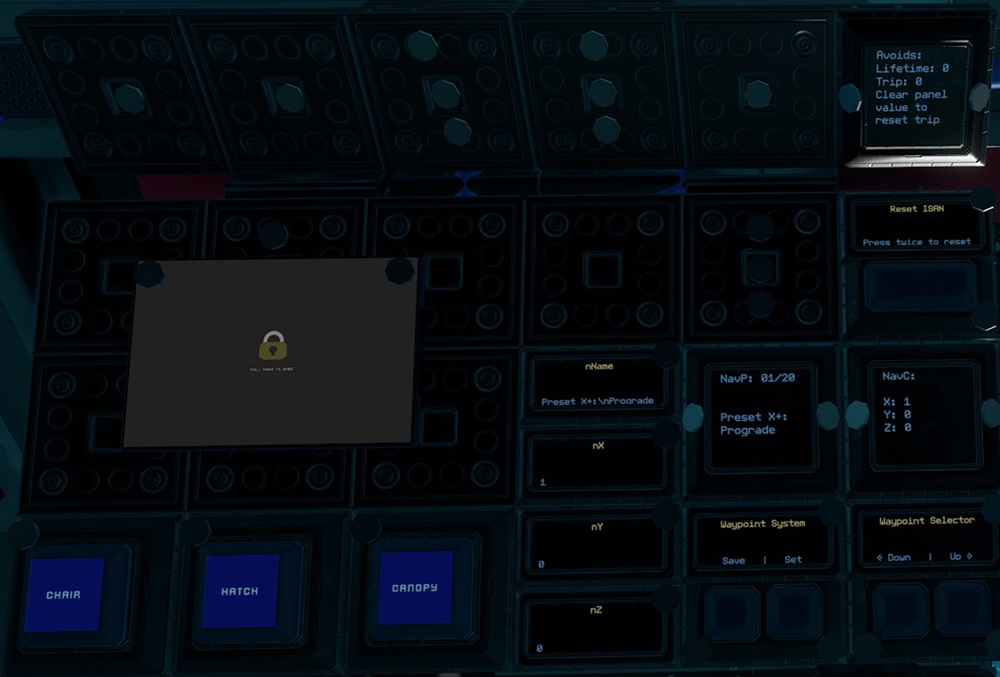 Avoids:
Lifetime: 0
Trip: 0
Clear panel
value to
reset trip
Reset ISAN
Press twice to reset
nName
Preset X+:\nPrograde
NavP: 01/20
Preset X+:
Prograde
NavC:
X: 1
Y: 0
Z: 0
nX
1
nY
0
Waypoint System
Save | Set
Waypoint Selector
< Down | Up >
CHAIR
HATCH
CANOPY
nZ
0